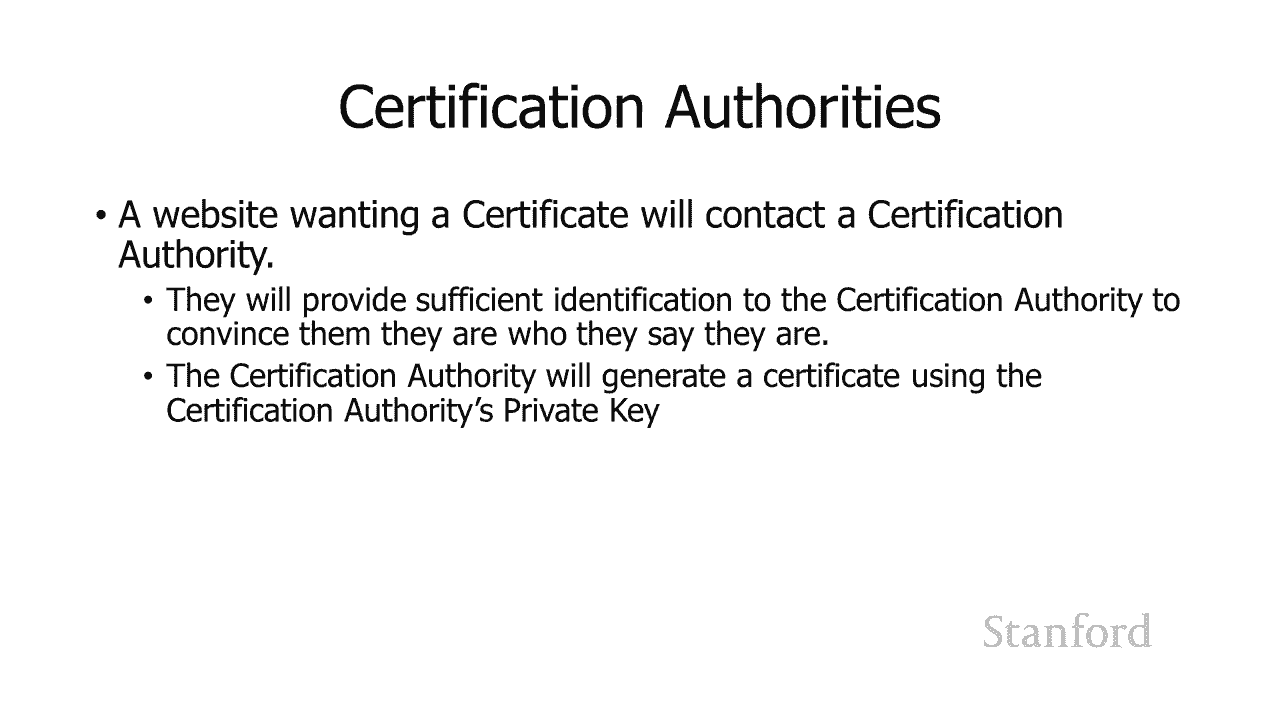 Certification Authorities
• A website wanting a Certificate will contact a Certification
Authority.
• They will provide sufficient identification to the Certification Authority to
convince them they are who they say they are.
• The Certification Authority will generate a certificate using the
Certification Authority’s Private Key
Stanford